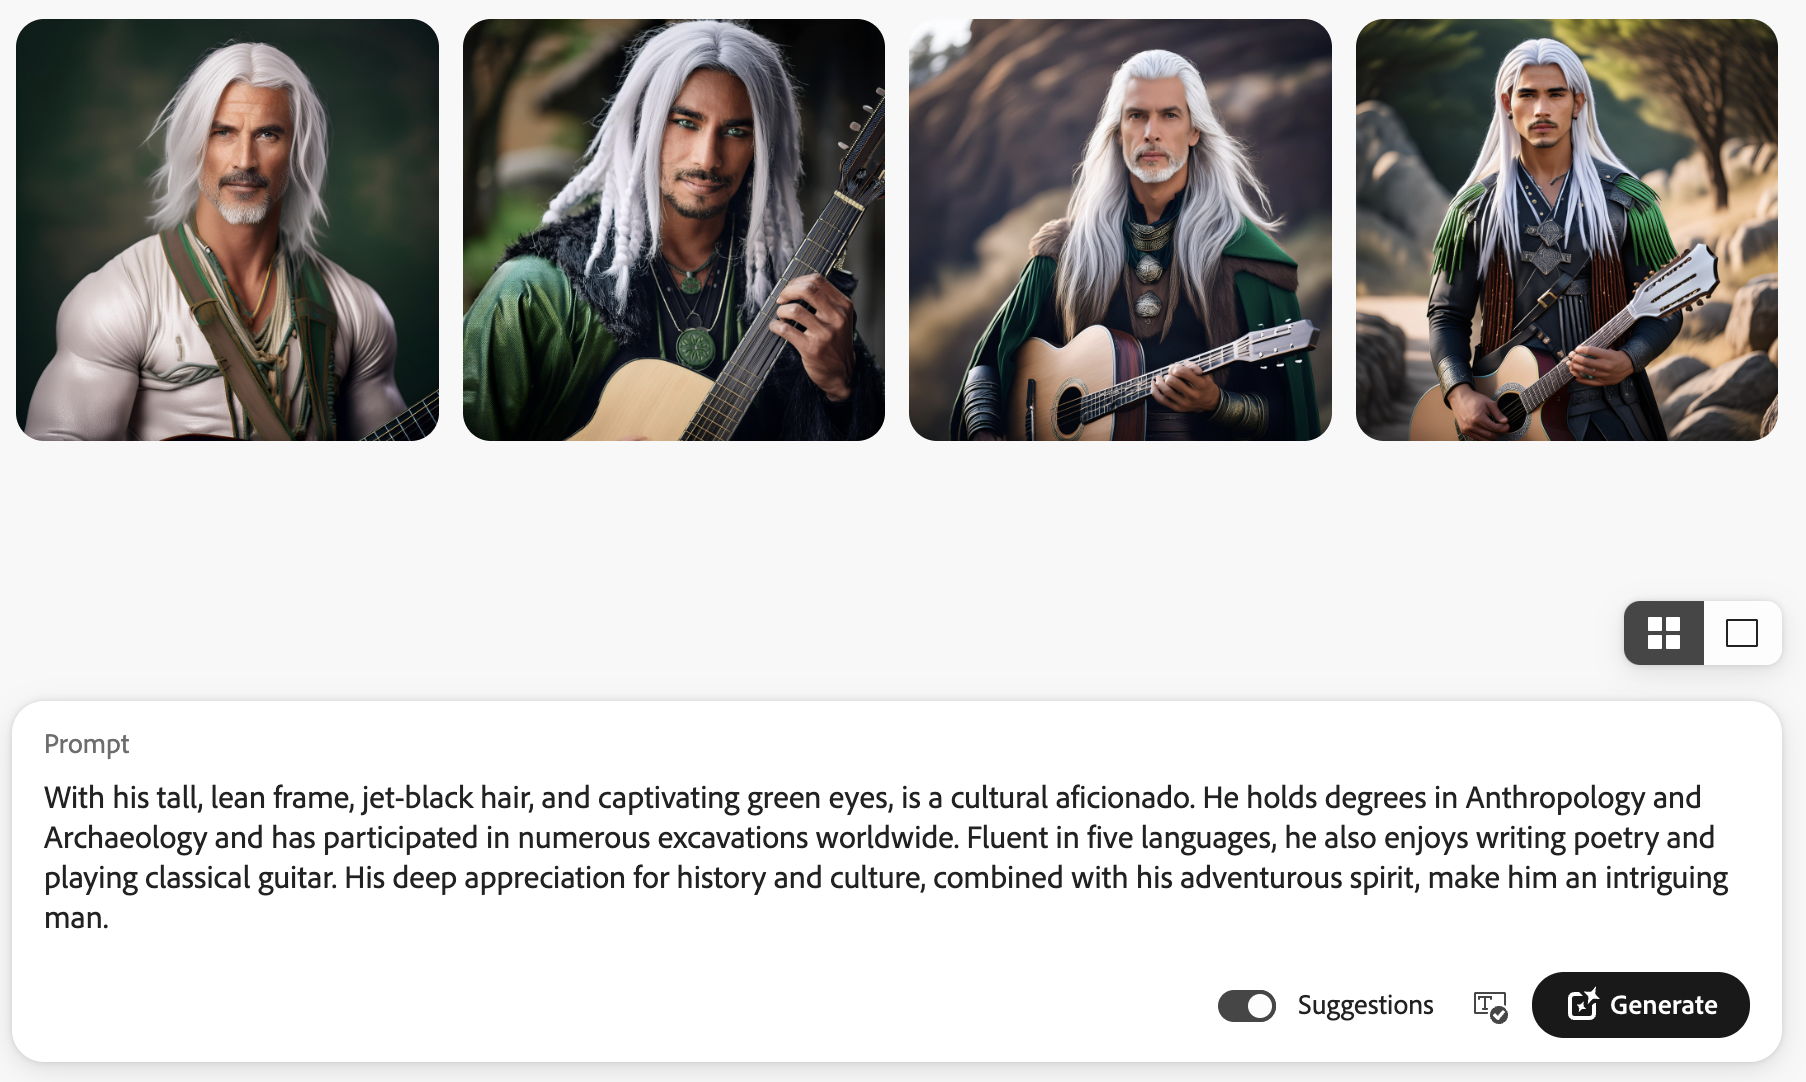 Prompt
With his tall, lean frame, jet-black hair, and captivating green eyes, is a cultural aficionado. He holds degrees in Anthropology and
Archaeology and has participated in numerous excavations worldwide. Fluent in five languages, he also enjoys writing poetry and
playing classical guitar. His deep appreciation for history and culture, combined with his adventurous spirit, make him an intriguing
man.
Suggestions
Generate